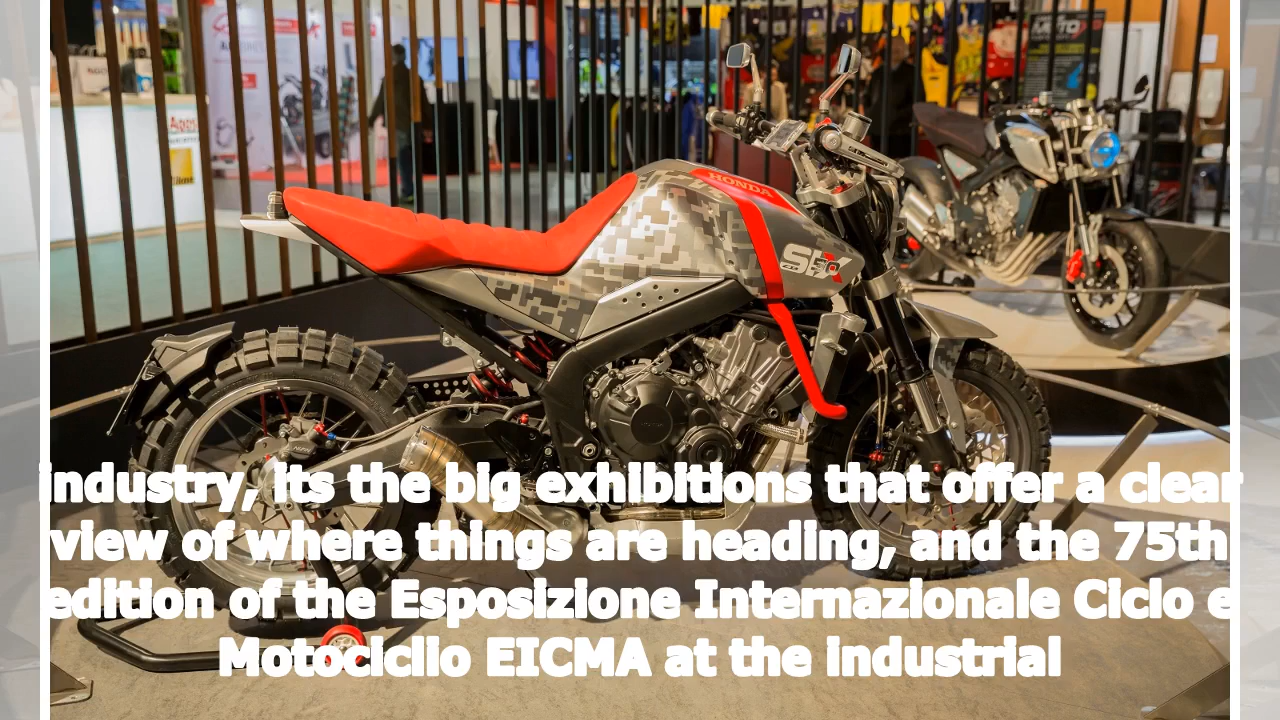 HONDA
industry, its the big exhibitions that offer a clear
view of where things are heading, and the 75th
edition of the Esposizione Internazionale Ciclo e
Motociclio EICMA at the industrial